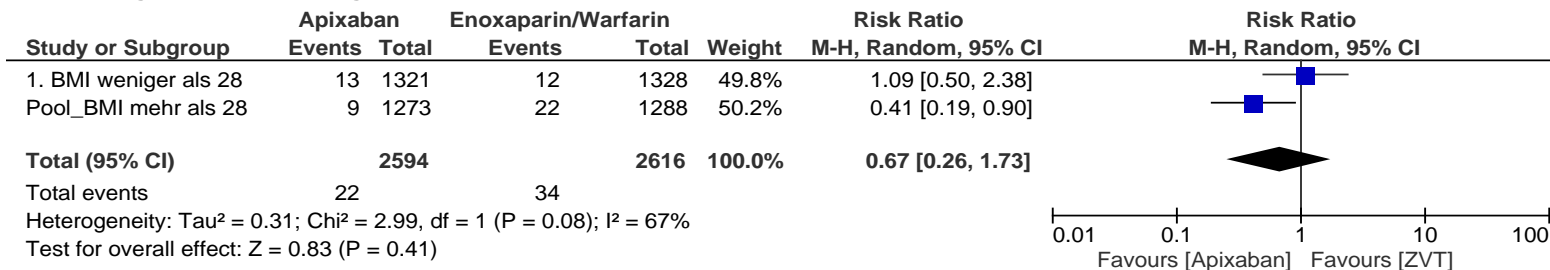 Apixaban Enoxaparin/Warfarin Risk Ratio Risk Ratio
Study or Subgroup Events Total Events Total Weight M-H, Random, 95% CI M-H, Random, 95% CI
1. BMI weniger als 28 13 1321 12 1328 49.8% 1.09 [0.50, 2.38]
Pool_BMI mehr als 28 9 1273 22 1288 50.2% 0.41 [0.19, 0.90]
Total (95% CI) 2594 2616 100.0% 0.67 [0.26, 1.73]
Total events 22 34
Heterogeneity: Tau² = 0.31; Chi² = 2.99, df = 1 (P = 0.08); I² = 67%
Test for overall effect: Z = 0.83 (P = 0.41)
0.01 0.1 1 10 100
Favours [Apixaban] Favours [ZVT]